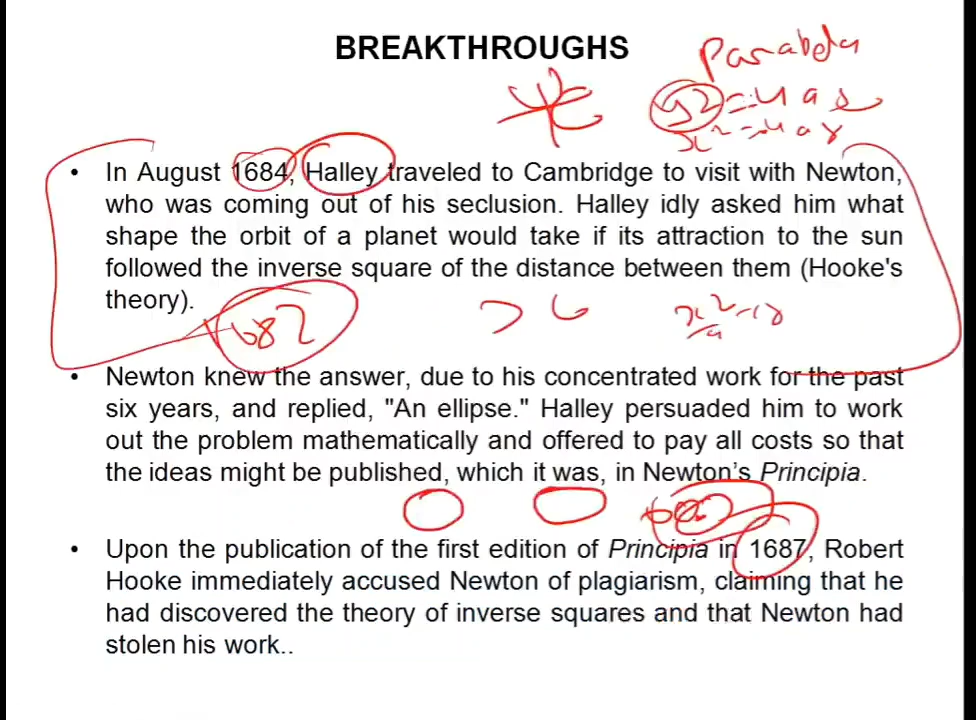 BREAKTHROUGHS
Parabola
y2 = 4ax
x2 = 4ay
• In August 1684, Halley traveled to Cambridge to visit with Newton,
who was coming out of his seclusion. Halley idly asked him what
shape the orbit of a planet would take if its attraction to the sun
followed the inverse square of the distance between them (Hooke's
theory).
1682
• Newton knew the answer, due to his concentrated work for the past
six years, and replied, "An ellipse." Halley persuaded him to work
out the problem mathematically and offered to pay all costs so that
the ideas might be published, which it was, in Newton's Principia.
• Upon the publication of the first edition of Principia in 1687, Robert
Hooke immediately accused Newton of plagiarism, claiming that he
had discovered the theory of inverse squares and that Newton had
stolen his work..